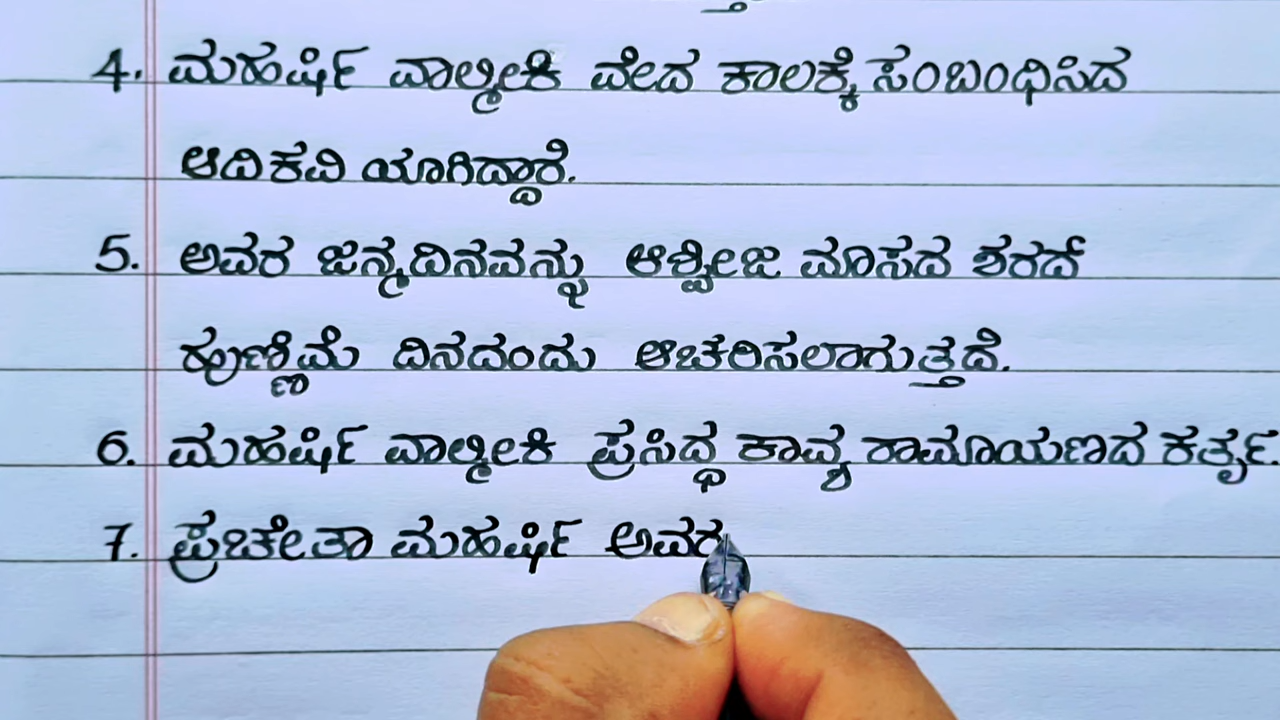 4. ಮಹರ್ಷಿ ವಾಲ್ಮೀಕಿ ವೇದ ಕಾಲಕ್ಕೆ ಸಂಬಂಧಿಸಿದ
ಆದಿಕವಿ ಯಾಗಿದ್ದಾರೆ.
5. ಅವರ ಜನ್ಮದಿನವನ್ನು ಆಶ್ವೀಜ ಮಾಸದ ಶರದ್
ಹುಣ್ಣಿಮೆ ದಿನದಂದು ಆಚರಿಸಲಾಗುತ್ತದೆ.
6. ಮಹರ್ಷಿ ವಾಲ್ಮೀಕಿ ಪ್ರಸಿದ್ಧ ಕಾವ್ಯ ರಾಮಾಯಣದ ಕರ್ತೃ.
7. ಪ್ರಚೇತಾ ಮಹರ್ಷಿ ಅವರ